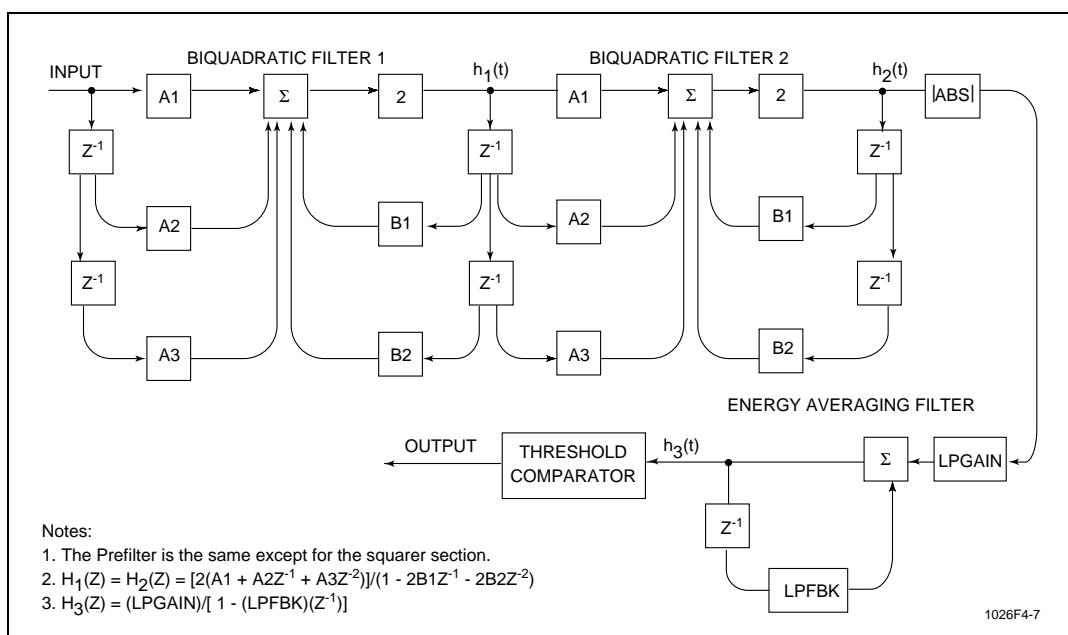 BIQUADRATIC FILTER 1
BIQUADRATIC FILTER 2
INPUT
h1(t)
h2(t)
A1
Σ
2
A1
Σ
2
|ABS|
Z-1
Z-1
Z-1
A2
B1
A2
B1
Z-1
Z-1
Z-1
A3
B2
A3
B2
ENERGY AVERAGING FILTER
OUTPUT
THRESHOLD
COMPARATOR
h3(t)
Σ
LPGAIN
Z-1
LPFBK
Notes:
1. The Prefilter is the same except for the squarer section.
2. H1(Z) = H2(Z) = [2(A1 + A2Z-1 + A3Z-2)]/(1 - 2B1Z-1 - 2B2Z-2)
3. H3(Z) = (LPGAIN)/[ 1 - (LPFBK)(Z-1)]
1026F4-7